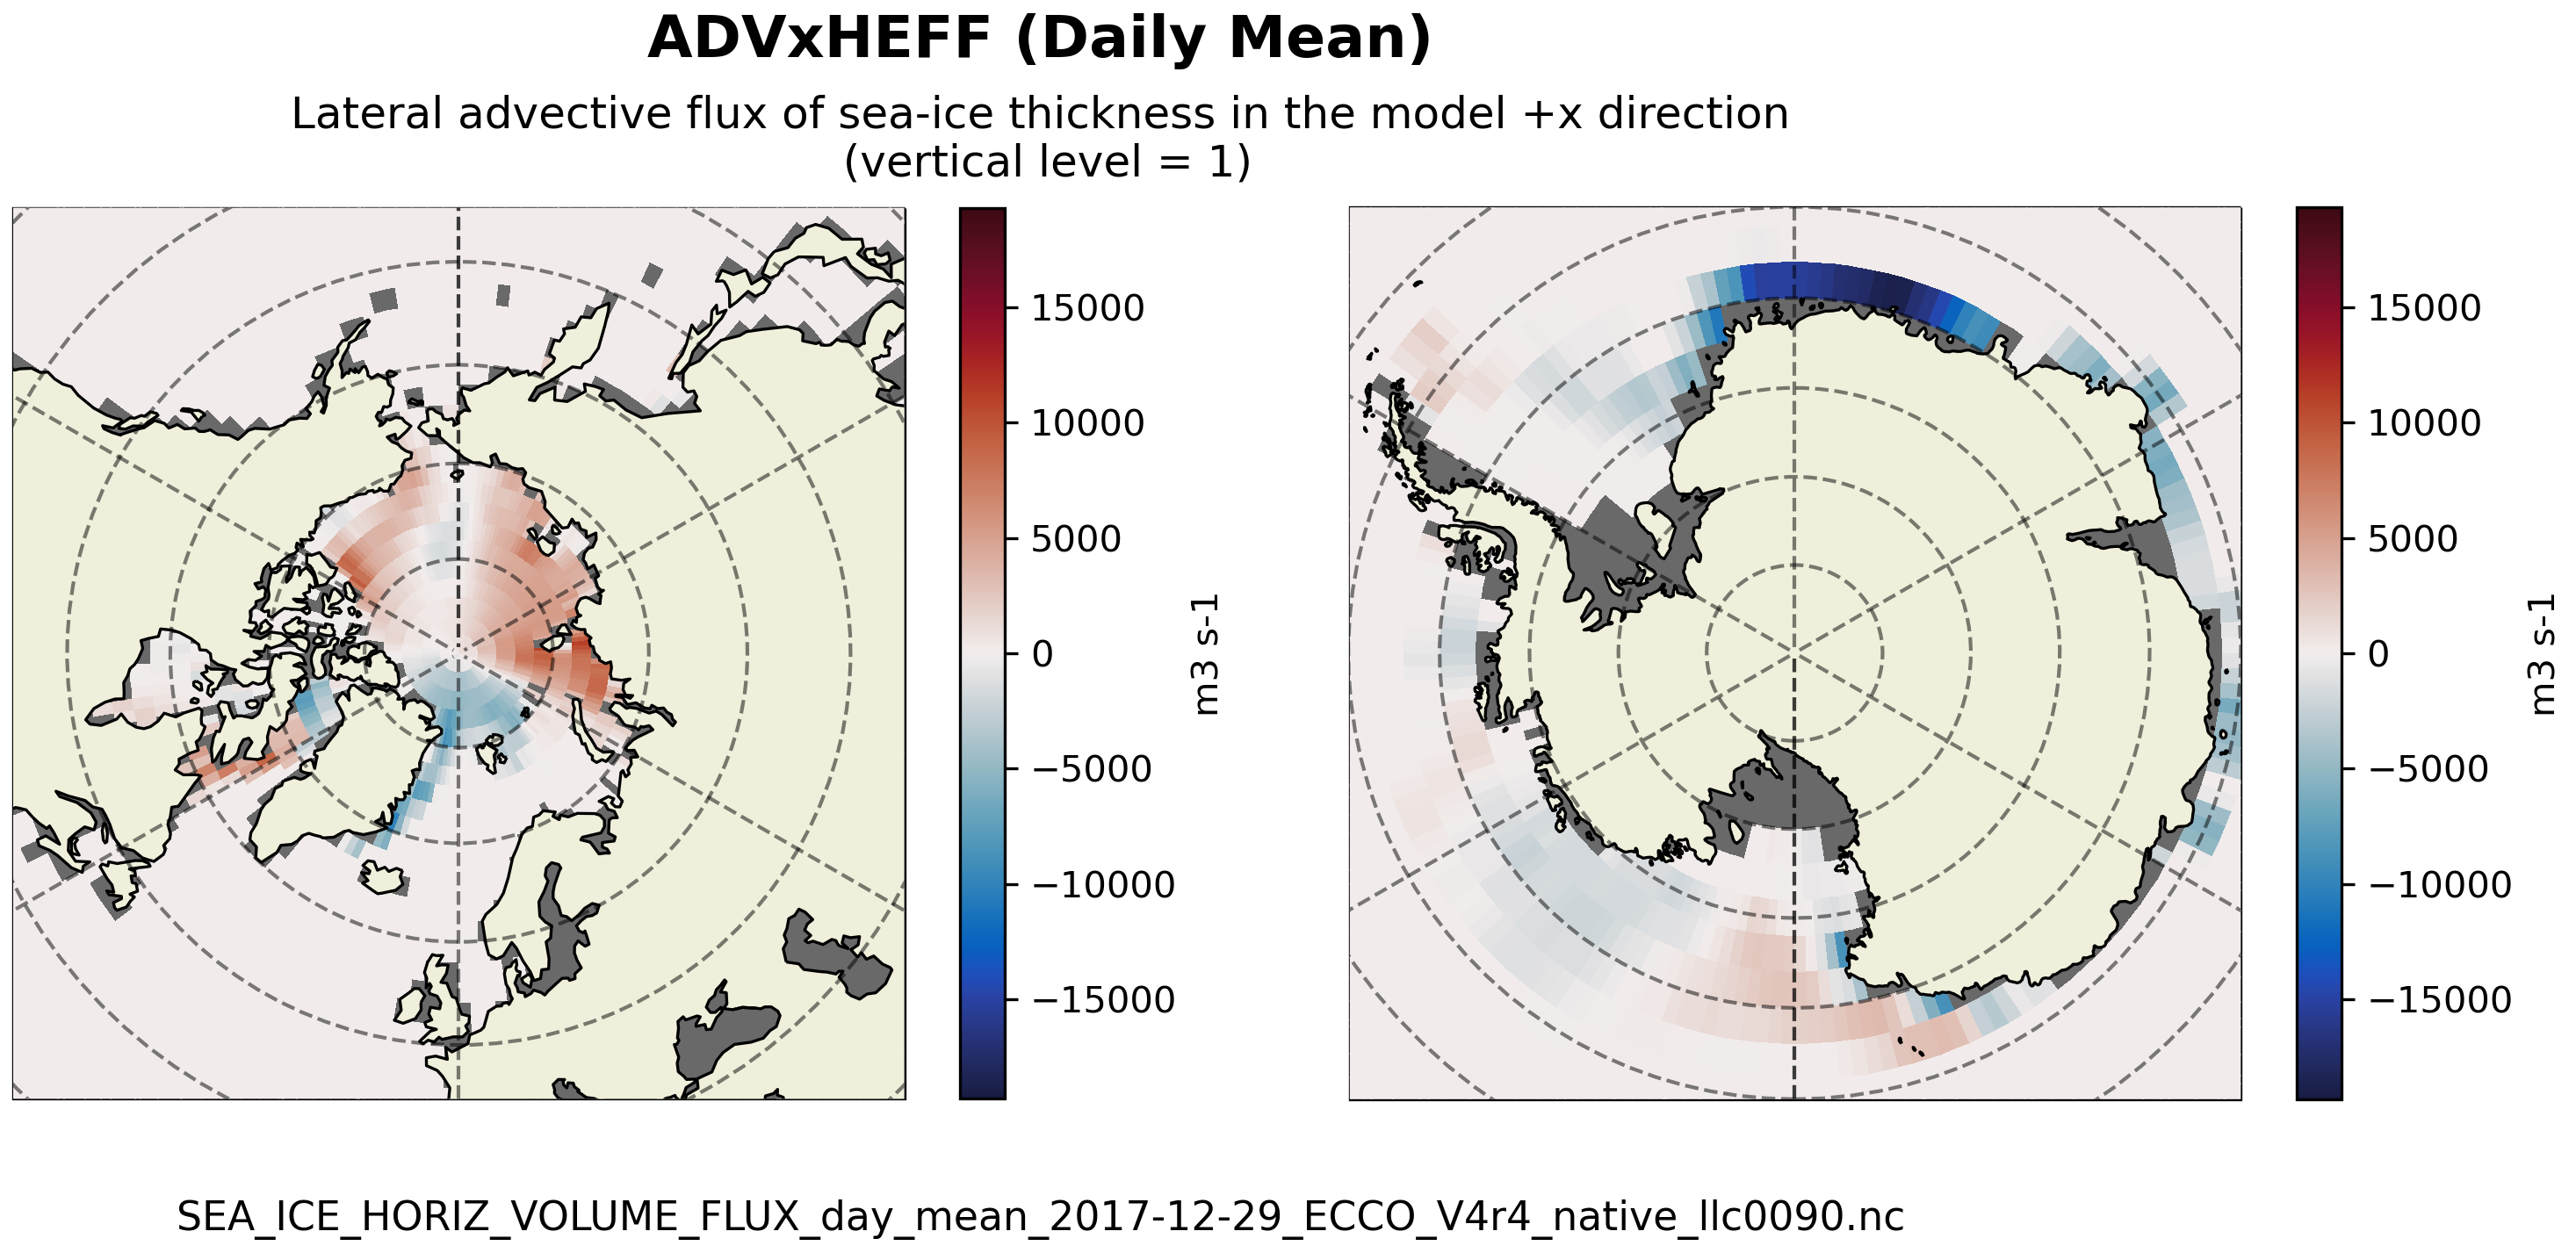 ADVxHEFF (Daily Mean)
Lateral advective flux of sea-ice thickness in the model +x direction
(vertical level = 1)
15000
10000
5000
0
−5000
−10000
−15000
m3 s-1
15000
10000
5000
0
−5000
−10000
−15000
m3 s-1
SEA_ICE_HORIZ_VOLUME_FLUX_day_mean_2017-12-29_ECCO_V4r4_native_llc0090.nc